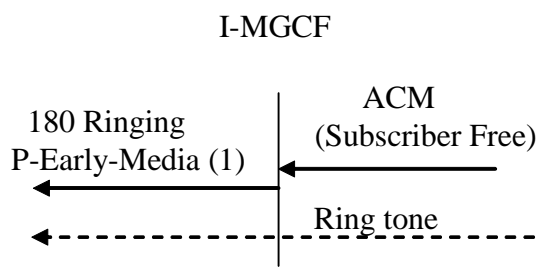 I-MGCF
ACM
(Subscriber Free)
180 Ringing
P-Early-Media (1)
Ring tone